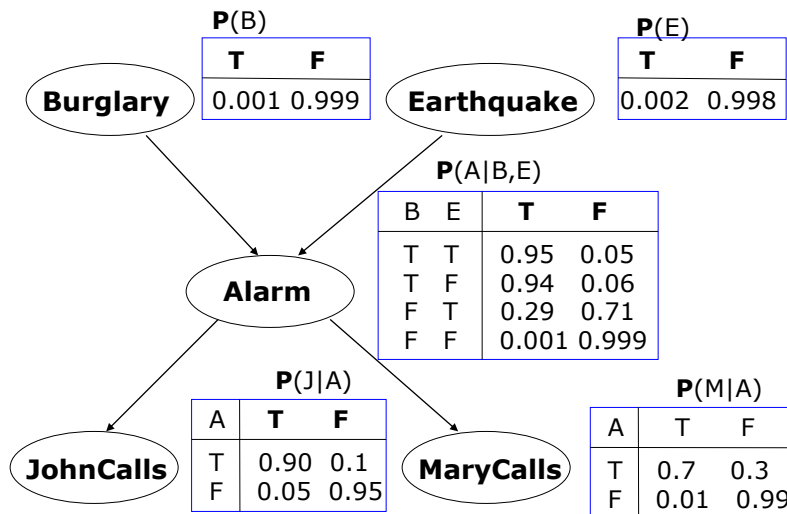 P(B)
T F
0.001 0.999
Burglary
P(E)
T F
0.002 0.998
Earthquake
P(A|B,E)
B E T F
T T 0.95 0.05
T F 0.94 0.06
F T 0.29 0.71
F F 0.001 0.999
Alarm
P(J|A)
A T F
T 0.90 0.1
F 0.05 0.95
JohnCalls
P(M|A)
A T F
T 0.7 0.3
F 0.01 0.99
MaryCalls